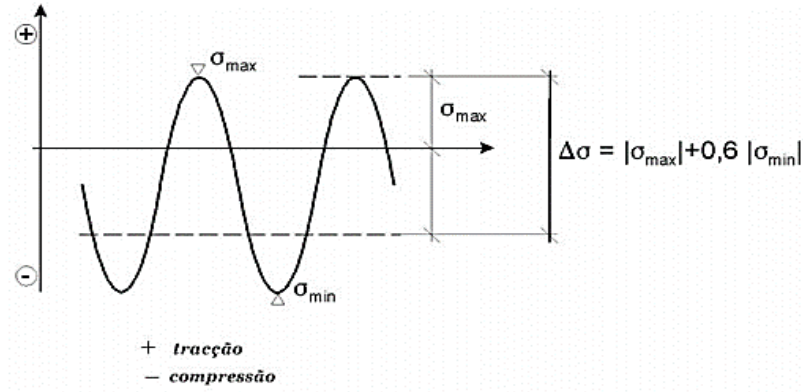 +
σmax
σmax
Δσ = |σmax|+0,6 |σmin|
-
σmin
+ tracção
− compressão